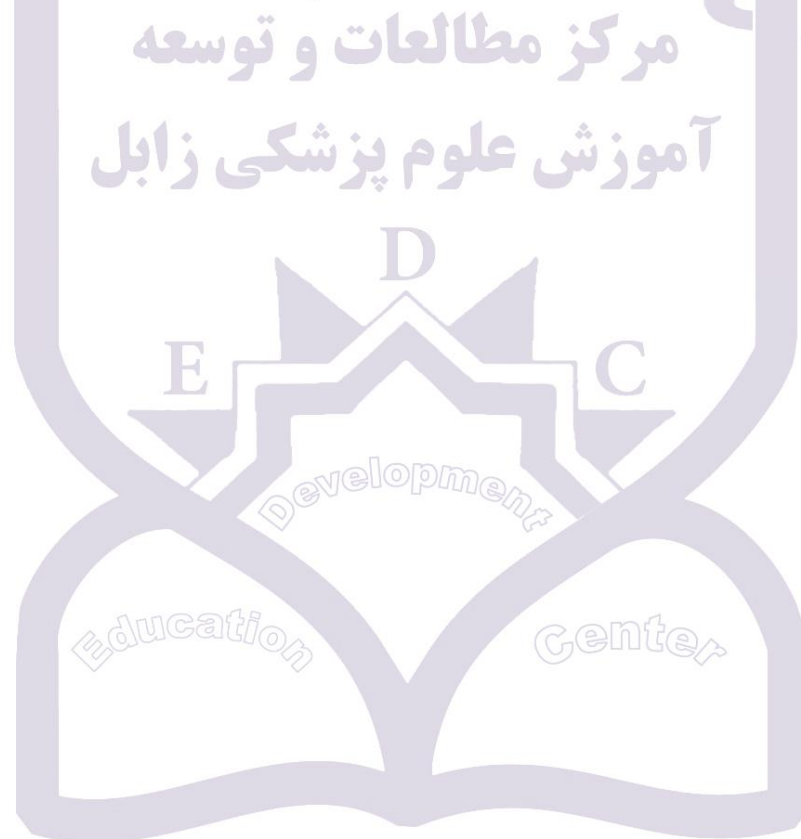 مرکز مطالعات و توسعه
آموزش علوم پزشکی زابل
D
E C
Development
Education Center